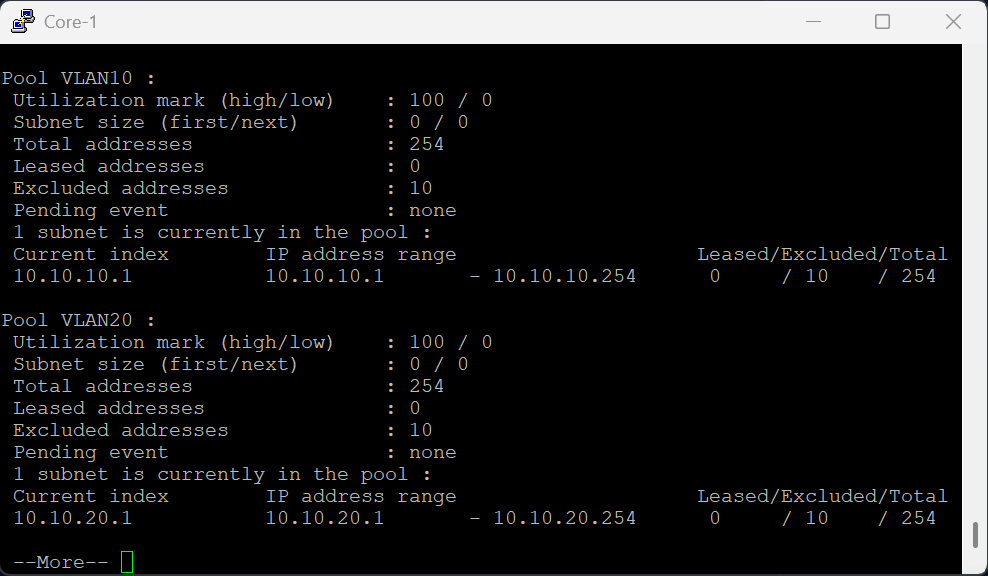 Core-1
Pool VLAN10 :
Utilization mark (high/low) : 100 / 0
Subnet size (first/next) : 0 / 0
Total addresses : 254
Leased addresses : 0
Excluded addresses : 10
Pending event : none
1 subnet is currently in the pool :
Current index IP address range Leased/Excluded/Total
10.10.10.1 10.10.10.1 - 10.10.10.254 0 / 10 / 254
Pool VLAN20 :
Utilization mark (high/low) : 100 / 0
Subnet size (first/next) : 0 / 0
Total addresses : 254
Leased addresses : 0
Excluded addresses : 10
Pending event : none
1 subnet is currently in the pool :
Current index IP address range Leased/Excluded/Total
10.10.20.1 10.10.20.1 - 10.10.20.254 0 / 10 / 254
--More--